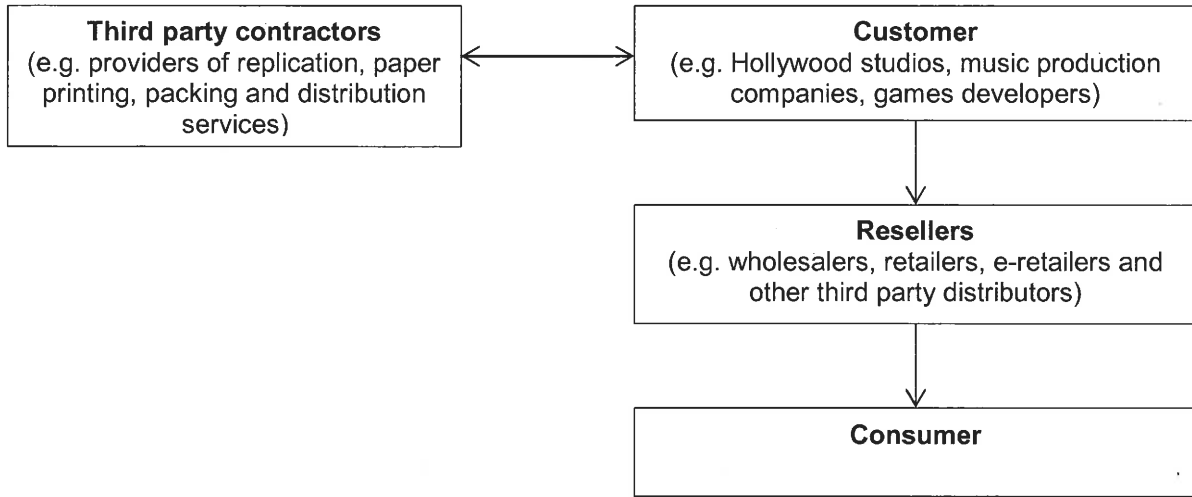 Third party contractors
(e.g. providers of replication, paper
printing, packing and distribution
services)
Customer
(e.g. Hollywood studios, music production
companies, games developers)
Resellers
(e.g. wholesalers, retailers, e-retailers and
other third party distributors)
Consumer